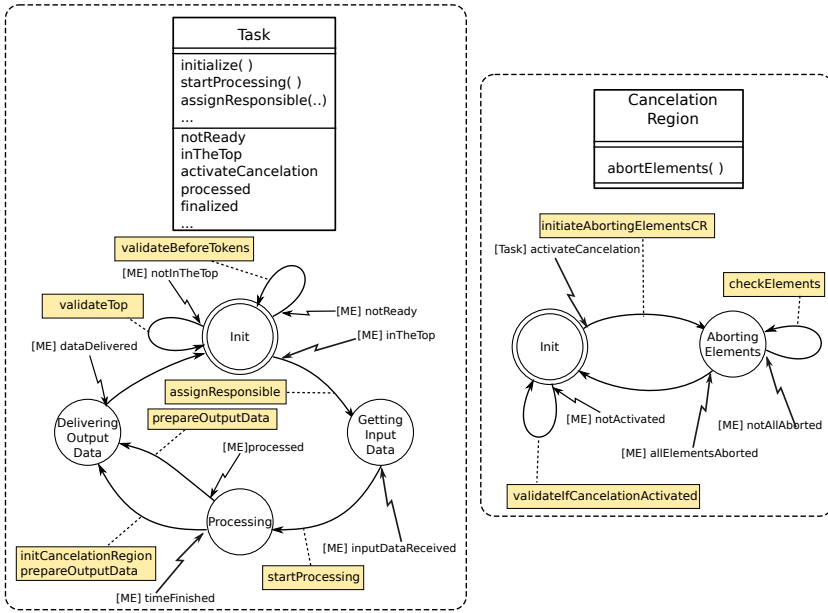 Task
initialize( )
startProcessing( )
assignResponsible(..)
...
notReady
inTheTop
activateCancelation
processed
finalized
...
validateBeforeTokens
[ME] notInTheTop
validateTop
[ME] notReady
Init
[ME] inTheTop
[ME] dataDelivered
assignResponsible
prepareOutputData
Delivering
Output
Data
Getting
Input
Data
[ME]processed
Processing
[ME] inputDataReceived
initCancelationRegion
prepareOutputData
startProcessing
[ME] timeFinished
Cancelation
Region
abortElements( )
initiateAbortingElementsCR
[Task] activateCancelation
checkElements
Init
Aborting
Elements
[ME] notActivated
[ME] notAllAborted
[ME] allElementsAborted
validateIfCancelationActivated